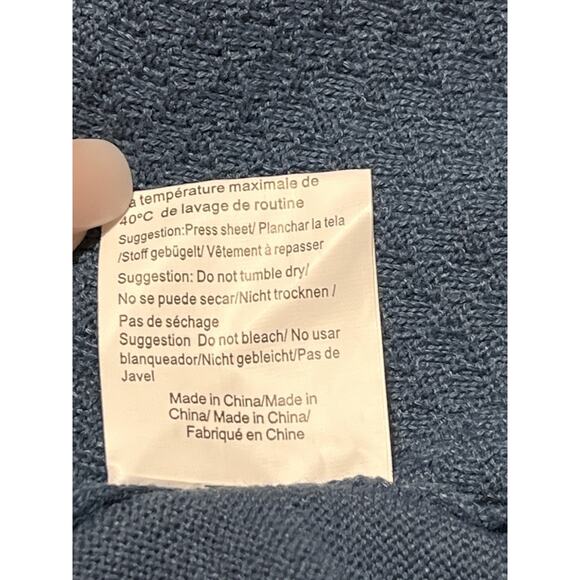 a température maximale de
40°C de lavage de routine
Suggestion:Press sheet/ Planchar la tela
/Stoff gebügelt/ Vêtement à repasser
Suggestion: Do not tumble dry/
No se puede secar/Nicht trocknen /
Pas de séchage
Suggestion Do not bleach/ No usar
blanqueador/Nicht gebleicht/Pas de
Javel
Made in China/Made in
China/ Made in China/
Fabriqué en Chine